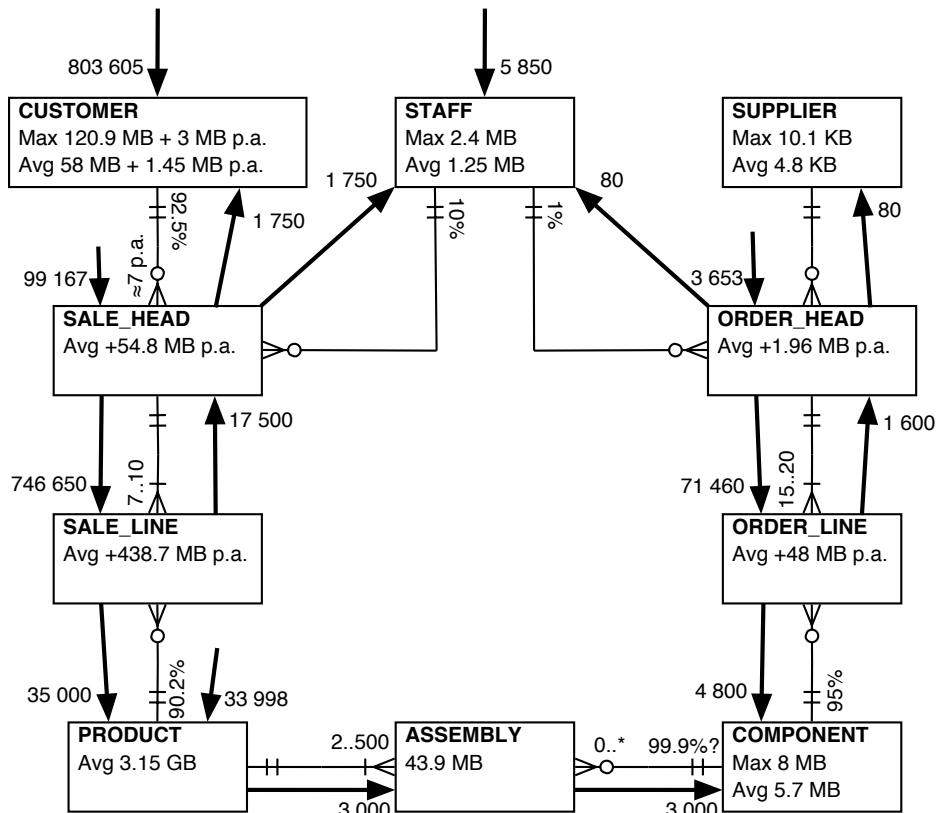 803 605
5 850
CUSTOMER
Max 120.9 MB + 3 MB p.a.
Avg 58 MB + 1.45 MB p.a.
STAFF
Max 2.4 MB
Avg 1.25 MB
SUPPLIER
Max 10.1 KB
Avg 4.8 KB
92.5%
≈7 p.a.
1 750
1 750
10%
1%
80
80
99 167
3 653
SALE_HEAD
Avg +54.8 MB p.a.
ORDER_HEAD
Avg +1.96 MB p.a.
17 500
1 600
746 650
7..10
71 460
15..20
SALE_LINE
Avg +438.7 MB p.a.
ORDER_LINE
Avg +48 MB p.a.
35 000
90.2%
33 998
4 800
95%
PRODUCT
Avg 3.15 GB
2..500
ASSEMBLY
43.9 MB
0..*
99.9%?
COMPONENT
Max 8 MB
Avg 5.7 MB
3 000
3 000